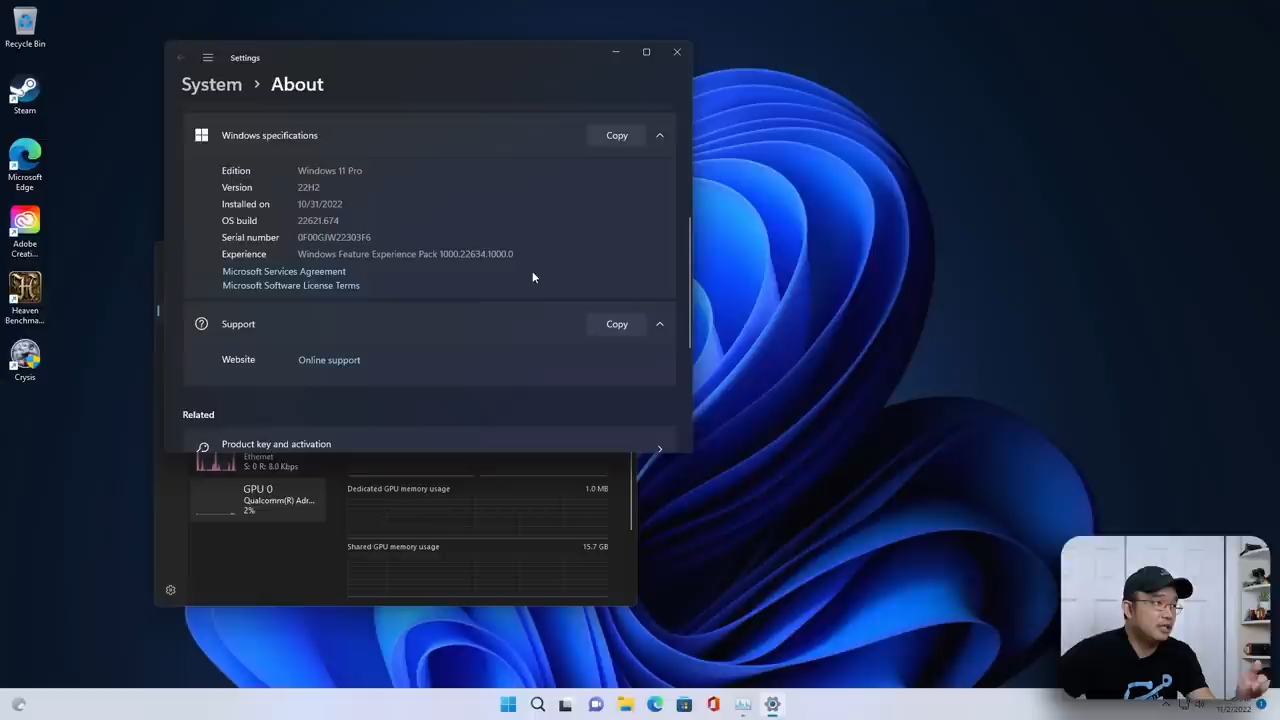 Recycle Bin
Steam
Microsoft
Edge
Adobe
Creati...
Heaven
Benchmar...
Crysis
Settings
System > About
Windows specifications
Copy
Edition Windows 11 Pro
Version 22H2
Installed on 10/31/2022
OS build 22621.674
Serial number 0F00GJW22303F6
Experience Windows Feature Experience Pack 1000.22634.1000.0
Microsoft Services Agreement
Microsoft Software License Terms
Support
Copy
Website Online support
Related
Product key and activation
Ethernet
S: 0 R: 8.0 Kbps
GPU 0
Qualcomm(R) Adr...
2%
Dedicated GPU memory usage 1.0 MB
Shared GPU memory usage 15.7 GB
11/2/2022